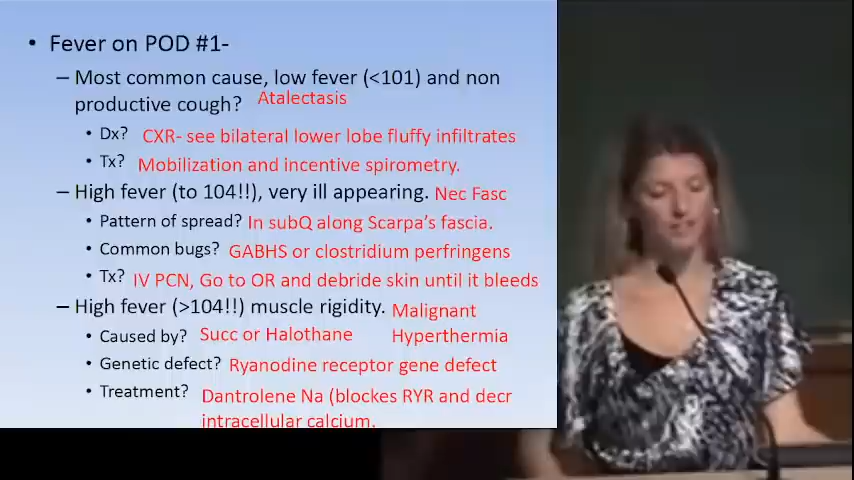 • Fever on POD #1-
– Most common cause, low fever (<101) and non
productive cough? Atalectasis
• Dx? CXR- see bilateral lower lobe fluffy infiltrates
• Tx? Mobilization and incentive spirometry.
– High fever (to 104!!), very ill appearing. Nec Fasc
• Pattern of spread? In subQ along Scarpa's fascia.
• Common bugs? GABHS or clostridium perfringens
• Tx? IV PCN, Go to OR and debride skin until it bleeds
– High fever (>104!!) muscle rigidity. Malignant
Hyperthermia
• Caused by? Succ or Halothane
• Genetic defect? Ryanodine receptor gene defect
• Treatment? Dantrolene Na (blockes RYR and decr
intracellular calcium.